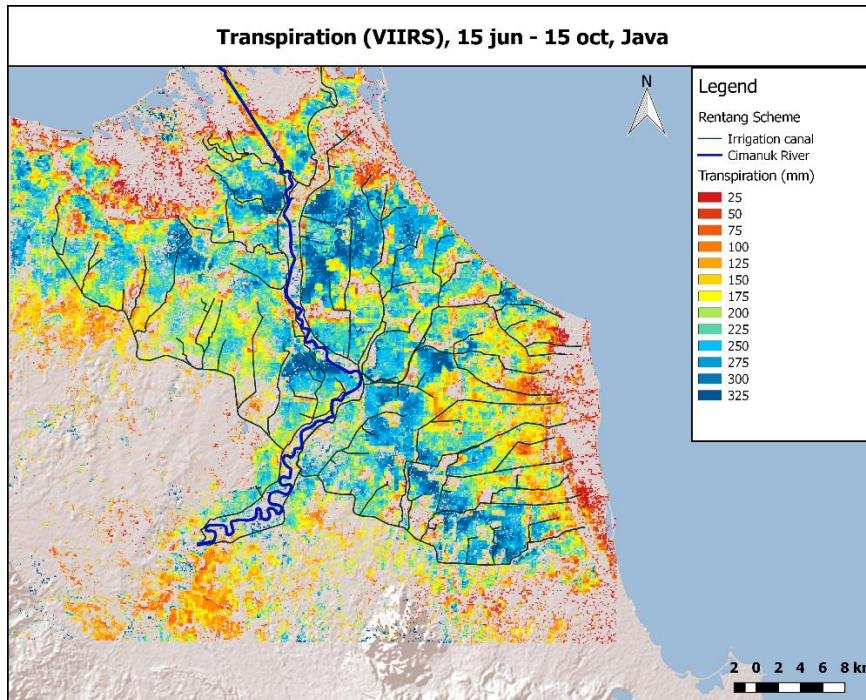 Transpiration (VIIRS), 15 jun - 15 oct, Java
N
Legend
Rentang Scheme
Irrigation canal
Cimanuk River
Transpiration (mm)
25
50
75
100
125
150
175
200
225
250
275
300
325
2 0 2 4 6 8 km